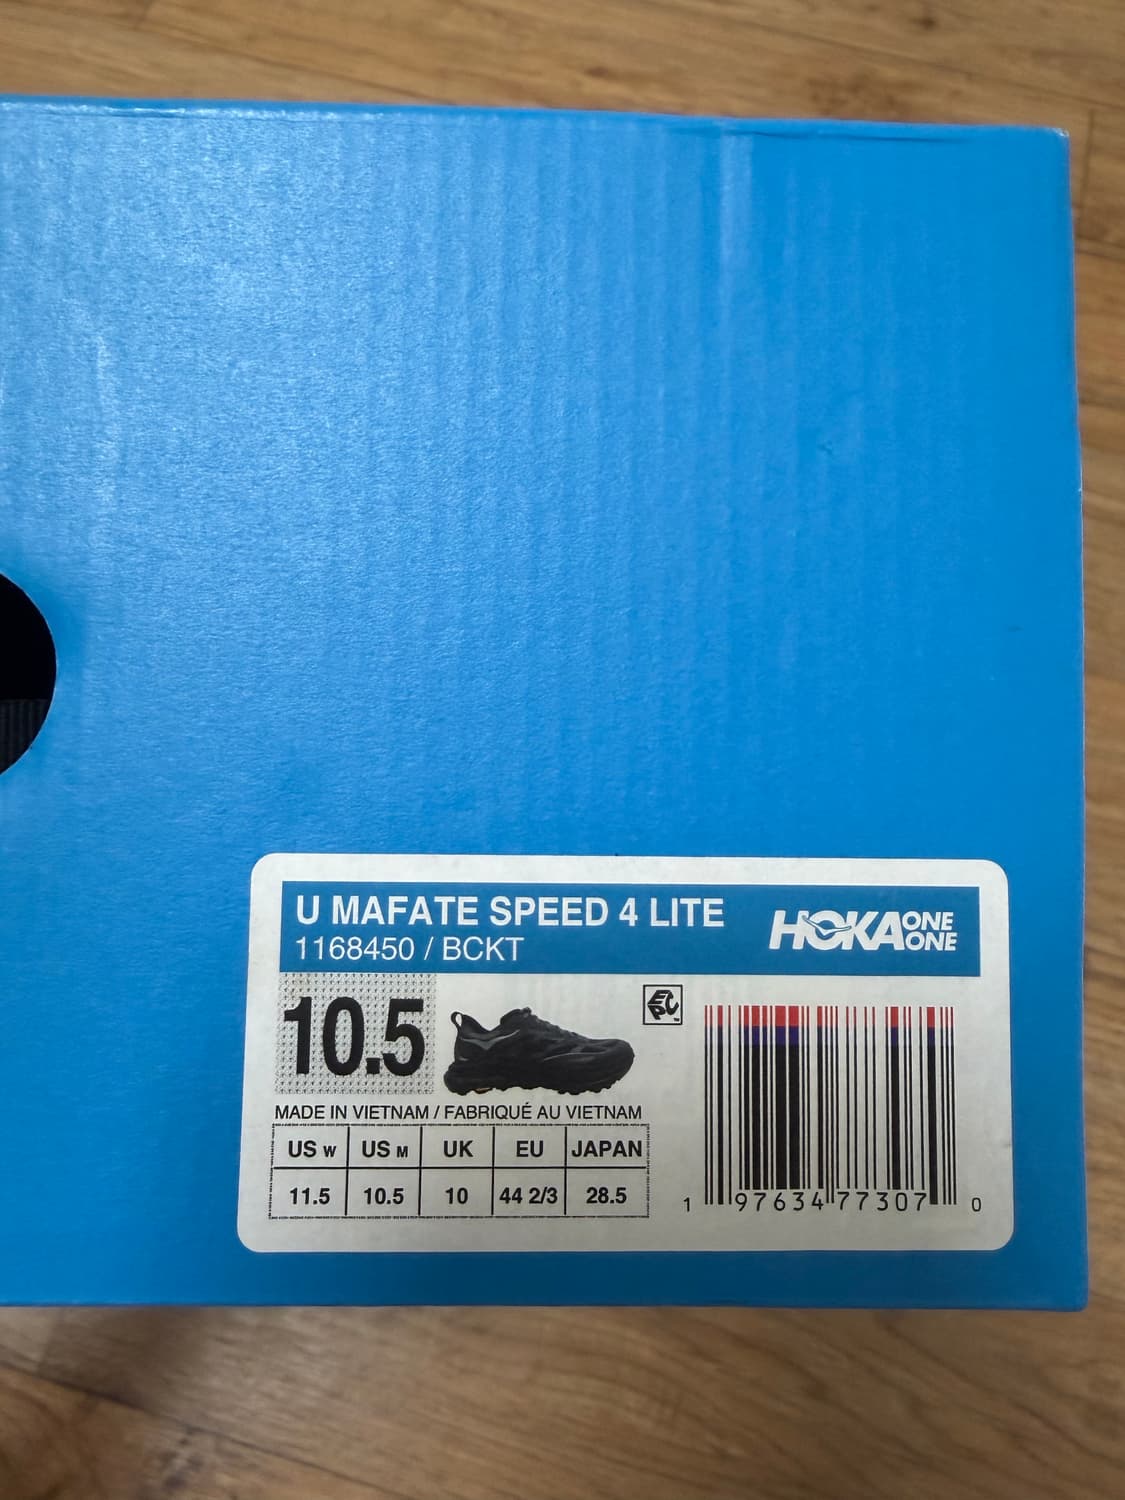 U MAFATE SPEED 4 LITE
1168450 / BCKT
HOKA ONE ONE
10.5
EPC
MADE IN VIETNAM / FABRIQUÉ AU VIETNAM
US W US M UK EU JAPAN
11.5 10.5 10 44 2/3 28.5
1 97634 77307 0